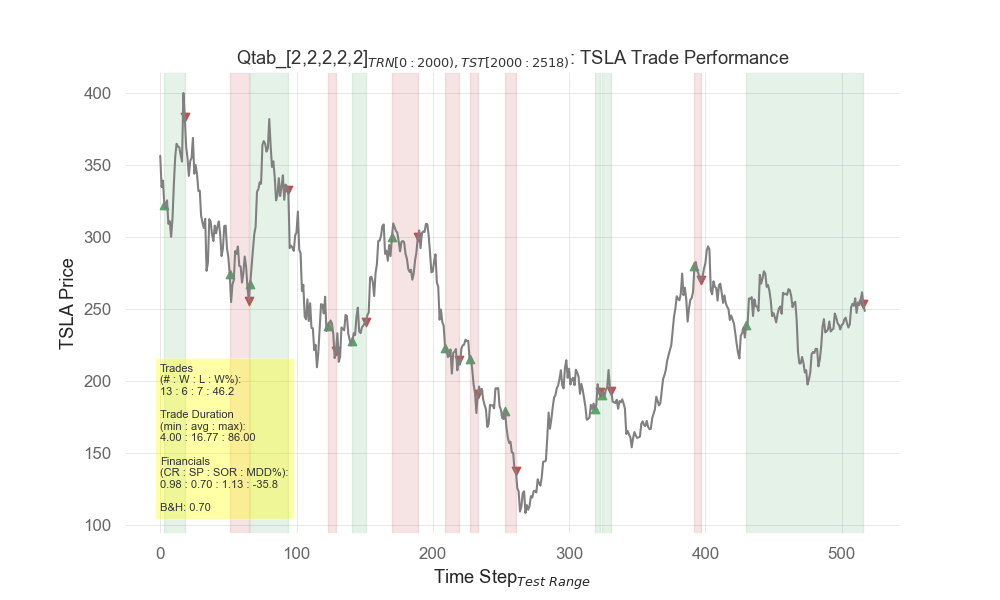 Qtab_[2,2,2,2,2]TRN[0 : 2000), TST[2000 : 2518): TSLA Trade Performance
TSLA Price
400
350
300
250
200
150
100
Trades
(# : W : L : W%):
13 : 6 : 7 : 46.2
Trade Duration
(min : avg : max):
4.00 : 16.77 : 86.00
Financials
(CR : SP : SOR : MDD%):
0.98 : 0.70 : 1.13 : -35.8
B&H: 0.70
0 100 200 300 400 500
Time StepTest Range